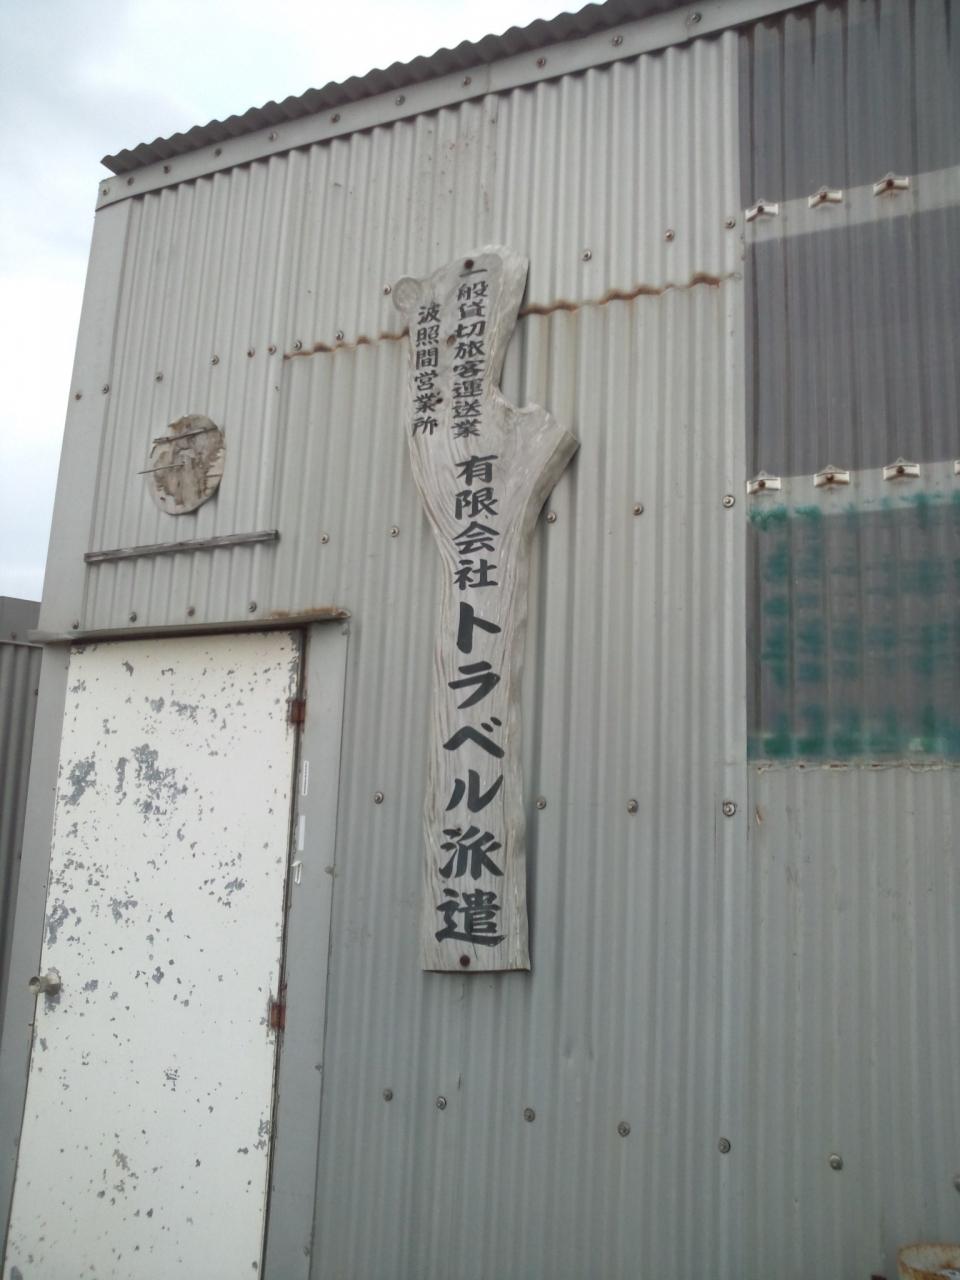 一般貸切旅客運送業
波照間営業所
有限会社トラベル派遣